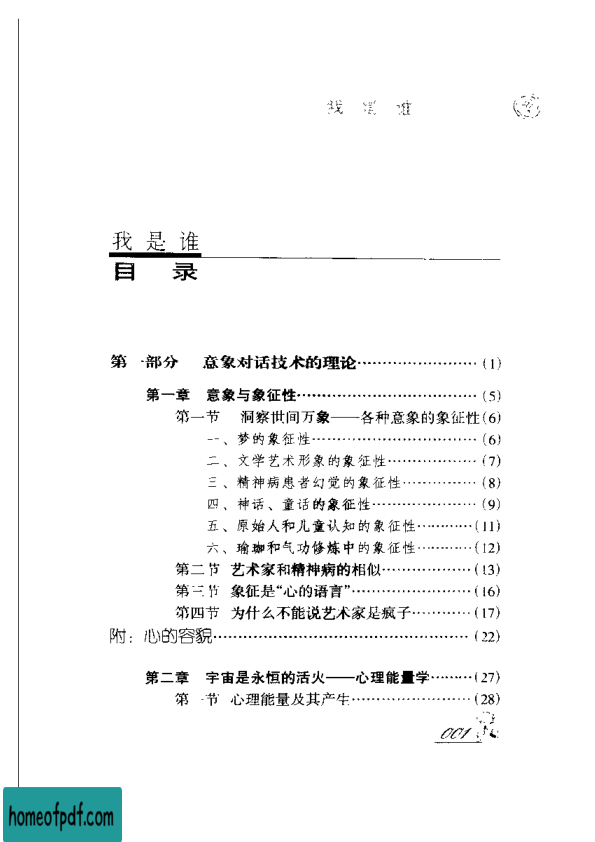 我是谁
我是谁
目 录
第一部分 意象对话技术的理论……………………(1)
第一章 意象与象征性………………………………(5)
第一节 洞察世间万象——各种意象的象征性(6)
一、梦的象征性………………………………(6)
二、文学艺术形象的象征性………………(7)
三、精神病患者幻觉的象征性……………(8)
四、神话、童话的象征性…………………(9)
五、原始人和儿童认知的象征性…………(11)
六、瑜珈和气功修炼中的象征性…………(12)
第二节 艺术家和精神病的相似………………(13)
第三节 象征是“心的语言”……………………(16)
第四节 为什么不能说艺术家是疯子…………(17)
附：心的容貌……………………………………………(22)
第二章 宇宙是永恒的活火——心理能量学………(27)
第一节 心理能量及其产生……………………(28)
001
homeofpdf.com